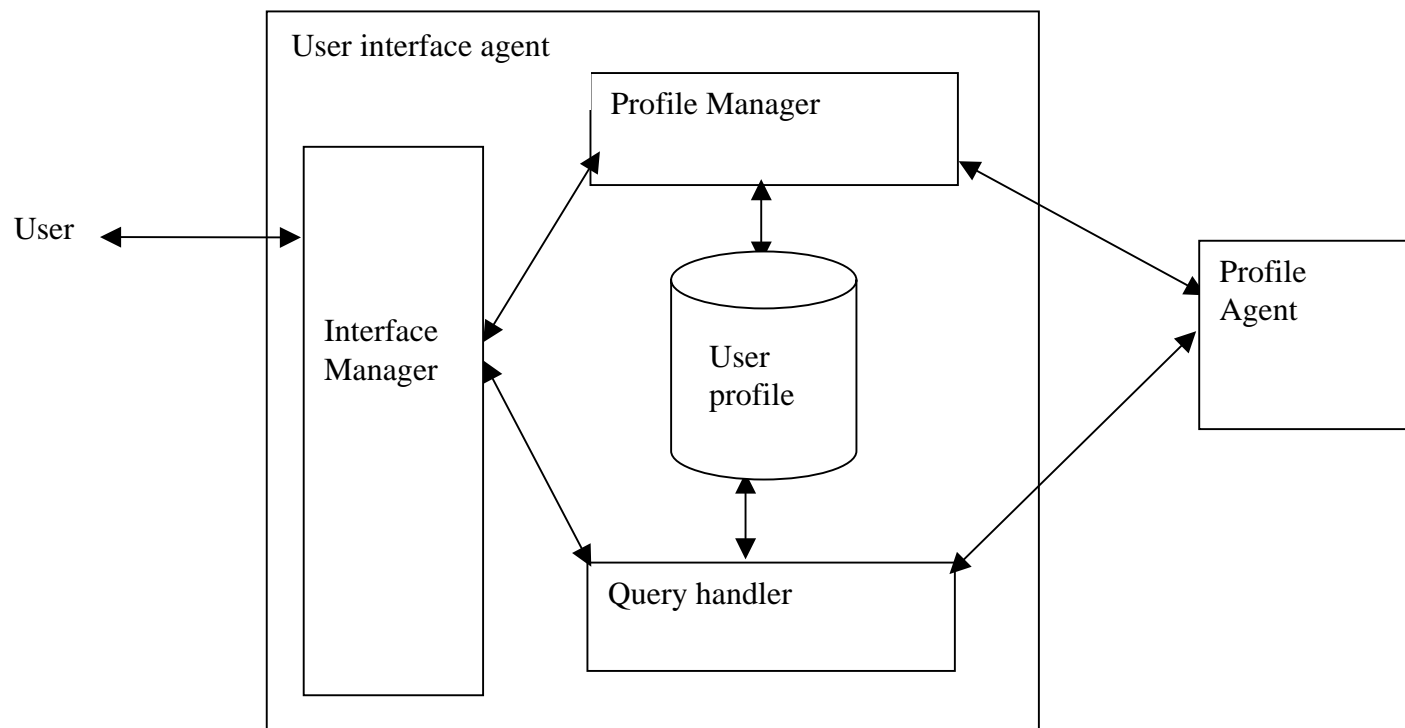 User interface agent
Profile Manager
User
Profile
Agent
Interface
Manager
User
profile
Query handler